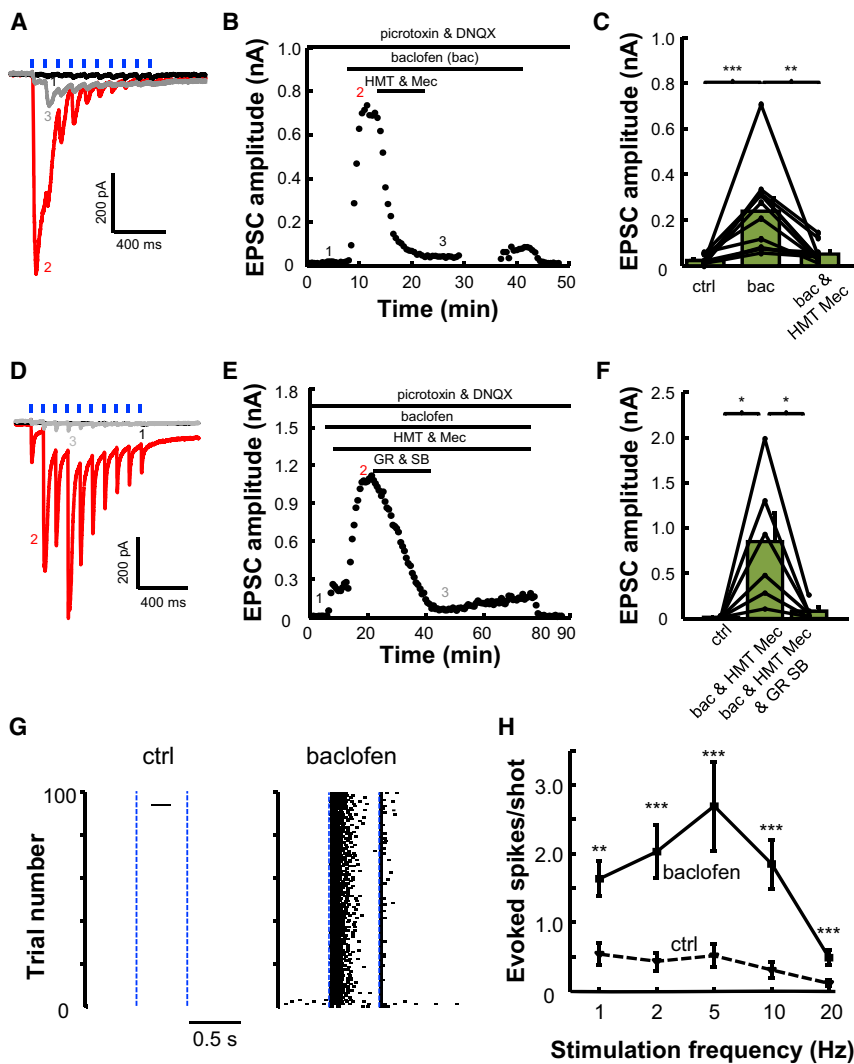 A
3
2
200 pA
400 ms
B
picrotoxin & DNQX
baclofen (bac)
HMT & Mec
2
1
3
EPSC amplitude (nA)
1.0
0.8
0.6
0.4
0.2
0
0 10 20 30 40 50
Time (min)
C
*** **
EPSC amplitude (nA)
1.0
0.8
0.6
0.4
0.2
0
ctrl
bac
bac &
HMT Mec
D
3
1
2
200 pA
400 ms
E
picrotoxin & DNQX
baclofen
HMT & Mec
GR & SB
2
1
3
EPSC amplitude (nA)
1.8
1.5
1.2
0.9
0.6
0.3
0
0 20 40 60 80 90
Time (min)
F
* *
EPSC amplitude (nA)
2.5
2.0
1.5
1.0
0.5
0
ctrl
bac & HMT Mec
bac & HMT Mec
& GR SB
G
ctrl
baclofen
Trial number
100
0
0.5 s
H
Evoked spikes/shot
3.0
2.0
1.0
0
** *** *** *** ***
baclofen
ctrl
1 2 5 10 20
Stimulation frequency (Hz)